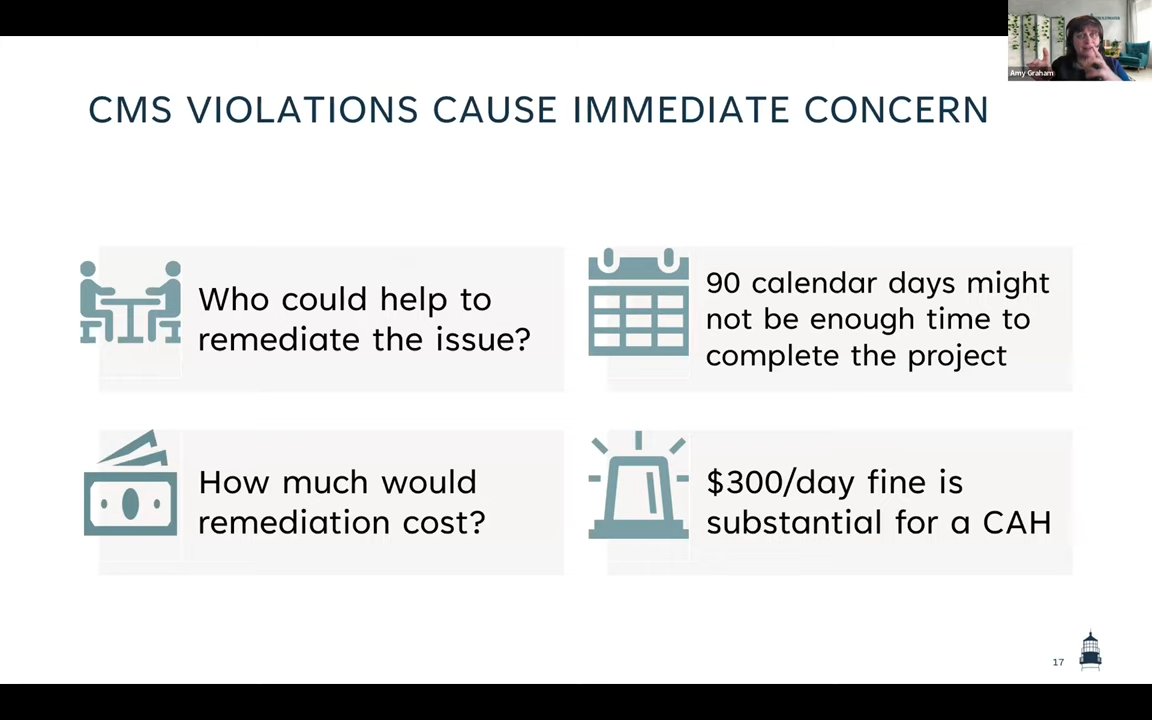 Amy Graham
CMS VIOLATIONS CAUSE IMMEDIATE CONCERN
Who could help to
remediate the issue?
90 calendar days might
not be enough time to
complete the project
How much would
remediation cost?
$300/day fine is
substantial for a CAH
17